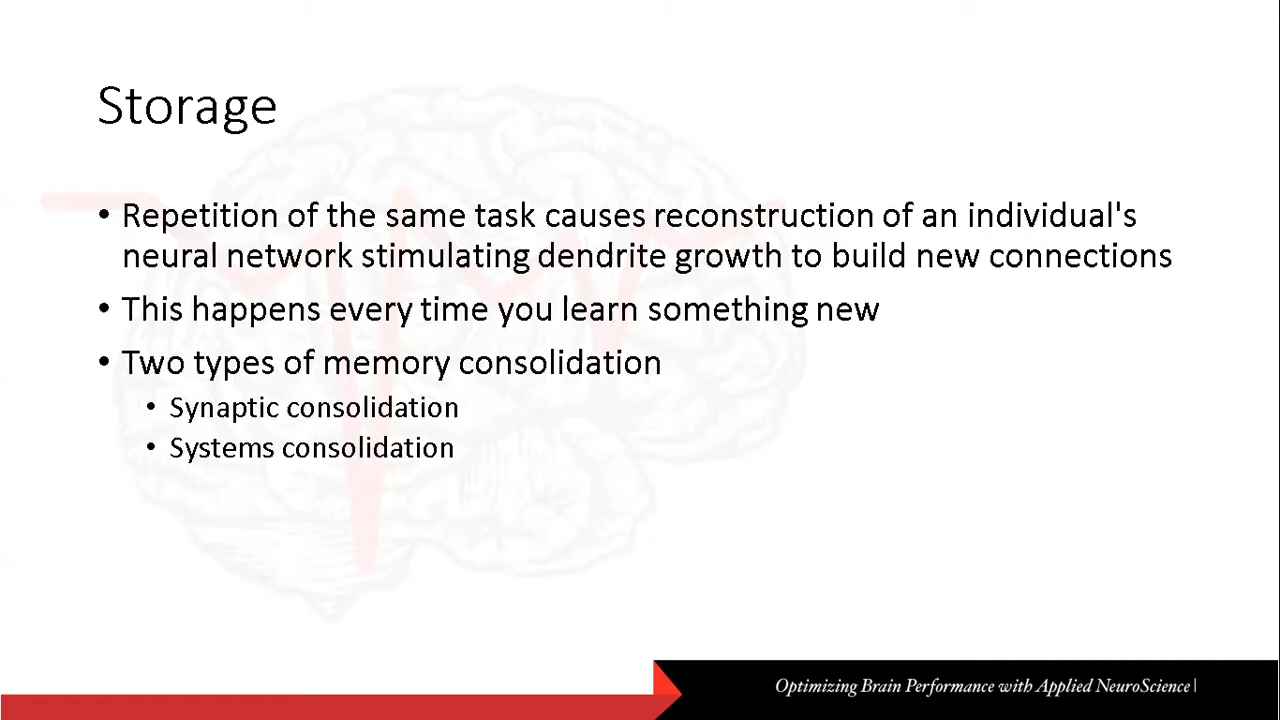 Storage
• Repetition of the same task causes reconstruction of an individual's
neural network stimulating dendrite growth to build new connections
• This happens every time you learn something new
• Two types of memory consolidation
• Synaptic consolidation
• Systems consolidation
Optimizing Brain Performance with Applied NeuroScience |